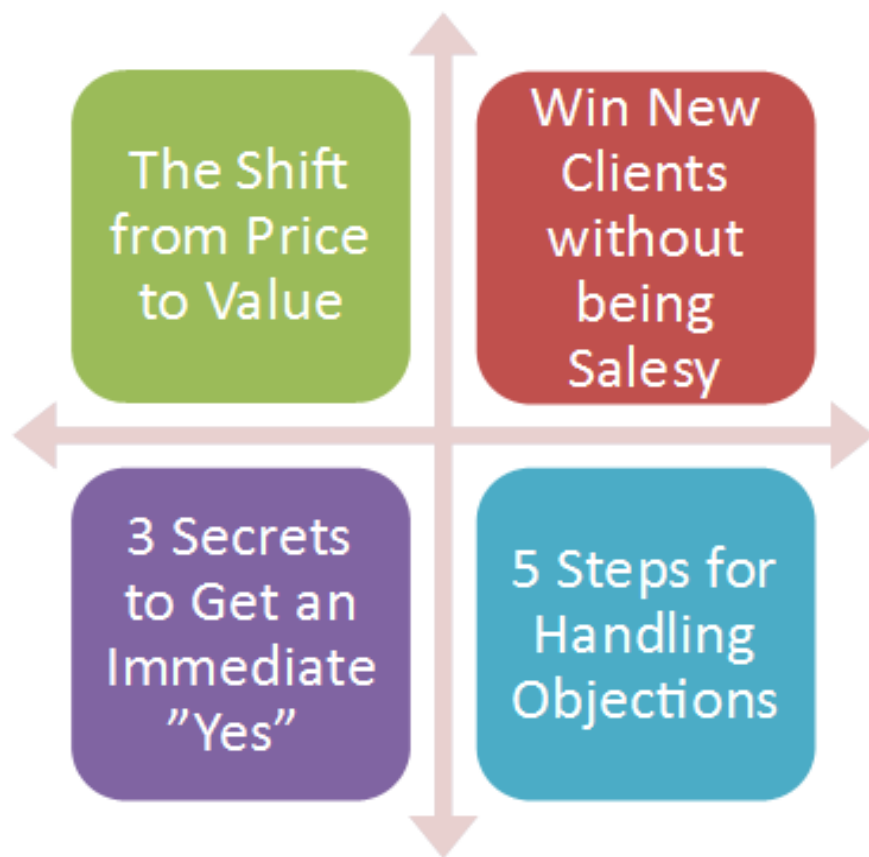 The Shift
from Price
to Value
Win New
Clients
without
being
Salesy
3 Secrets
to Get an
Immediate
”Yes”
5 Steps for
Handling
Objections